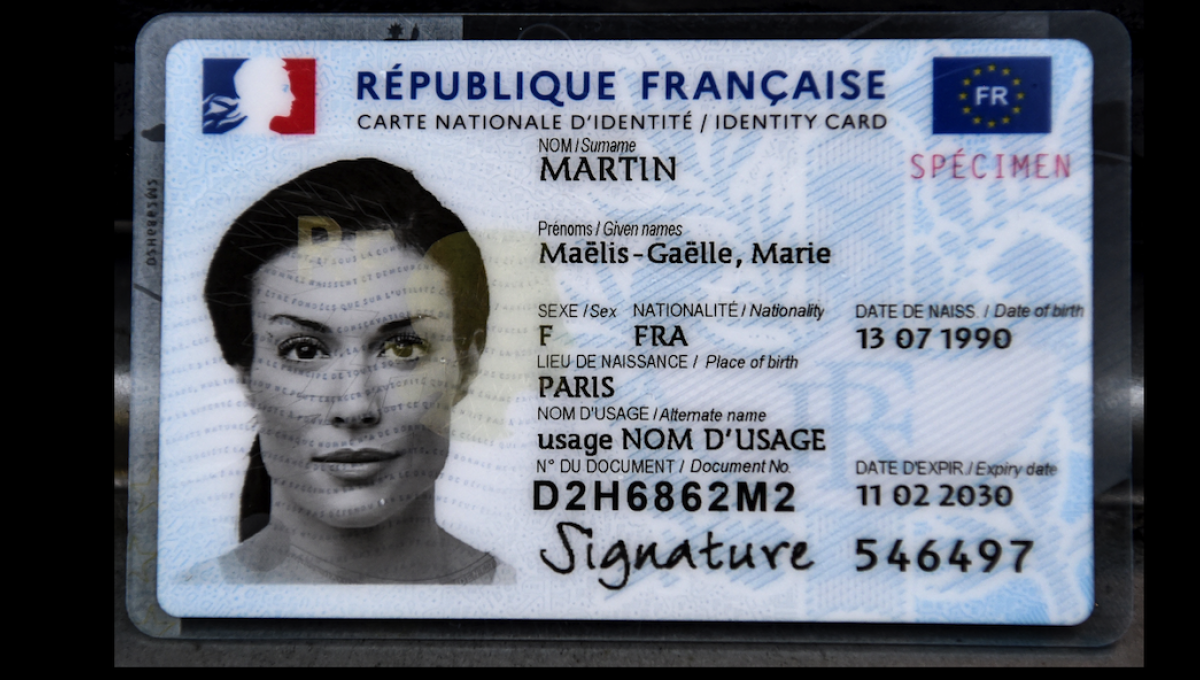 RÉPUBLIQUE FRANÇAISE
FR
CARTE NATIONALE D'IDENTITÉ / IDENTITY CARD
NOM / Surname
MARTIN
SPÉCIMEN
Prénoms / Given names
Maëlis-Gaëlle, Marie
SEXE / Sex NATIONALITÉ / Nationality DATE DE NAISS. / Date of birth
F FRA 13 07 1990
LIEU DE NAISSANCE / Place of birth
PARIS
NOM D'USAGE / Alternate name
usage NOM D'USAGE
N° DU DOCUMENT / Document No. DATE D'EXPIR. / Expiry date
D2H6862M2 11 02 2030
Signature 546497
RF